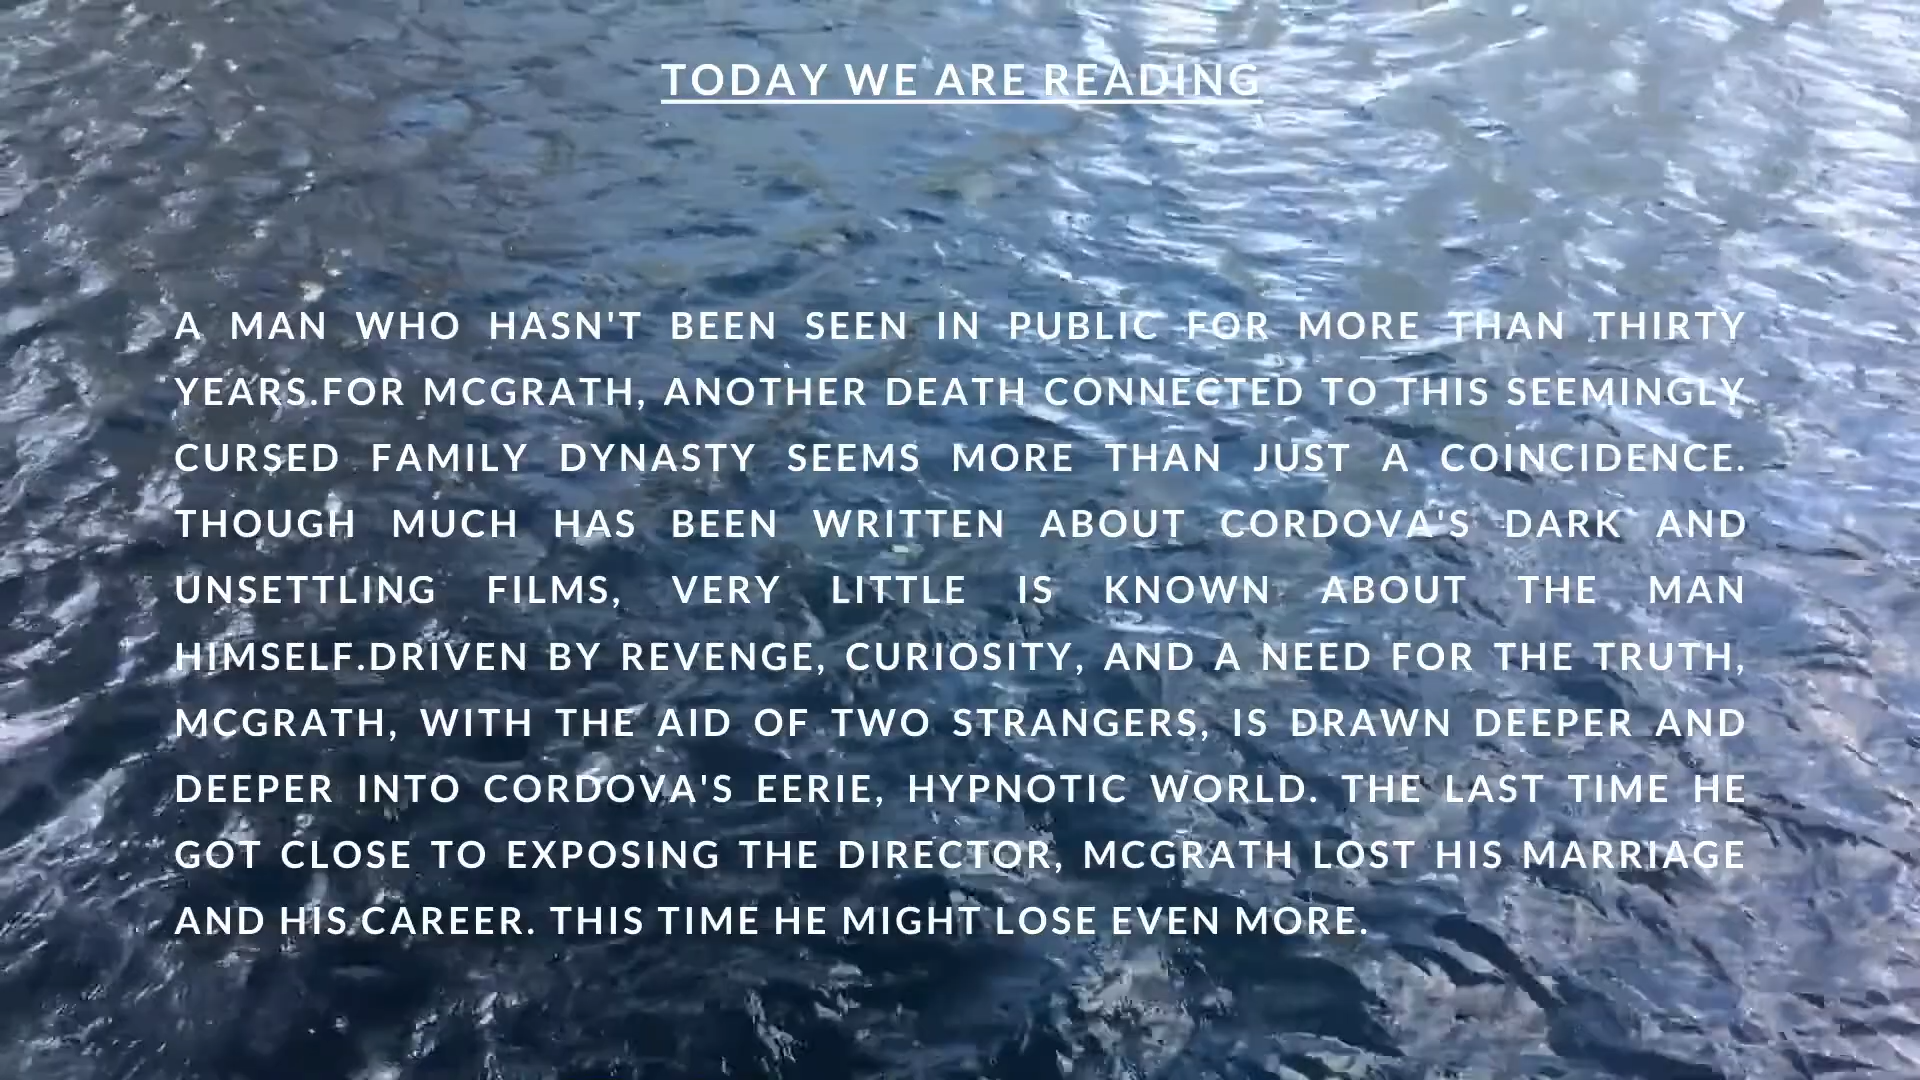 TODAY WE ARE READING
A MAN WHO HASN'T BEEN SEEN IN PUBLIC FOR MORE THAN THIRTY
YEARS.FOR MCGRATH, ANOTHER DEATH CONNECTED TO THIS SEEMINGLY
CURSED FAMILY DYNASTY SEEMS MORE THAN JUST A COINCIDENCE.
THOUGH MUCH HAS BEEN WRITTEN ABOUT CORDOVA'S DARK AND
UNSETTLING FILMS, VERY LITTLE IS KNOWN ABOUT THE MAN
HIMSELF.DRIVEN BY REVENGE, CURIOSITY, AND A NEED FOR THE TRUTH,
MCGRATH, WITH THE AID OF TWO STRANGERS, IS DRAWN DEEPER AND
DEEPER INTO CORDOVA'S EERIE, HYPNOTIC WORLD. THE LAST TIME HE
GOT CLOSE TO EXPOSING THE DIRECTOR, MCGRATH LOST HIS MARRIAGE
AND HIS CAREER. THIS TIME HE MIGHT LOSE EVEN MORE.